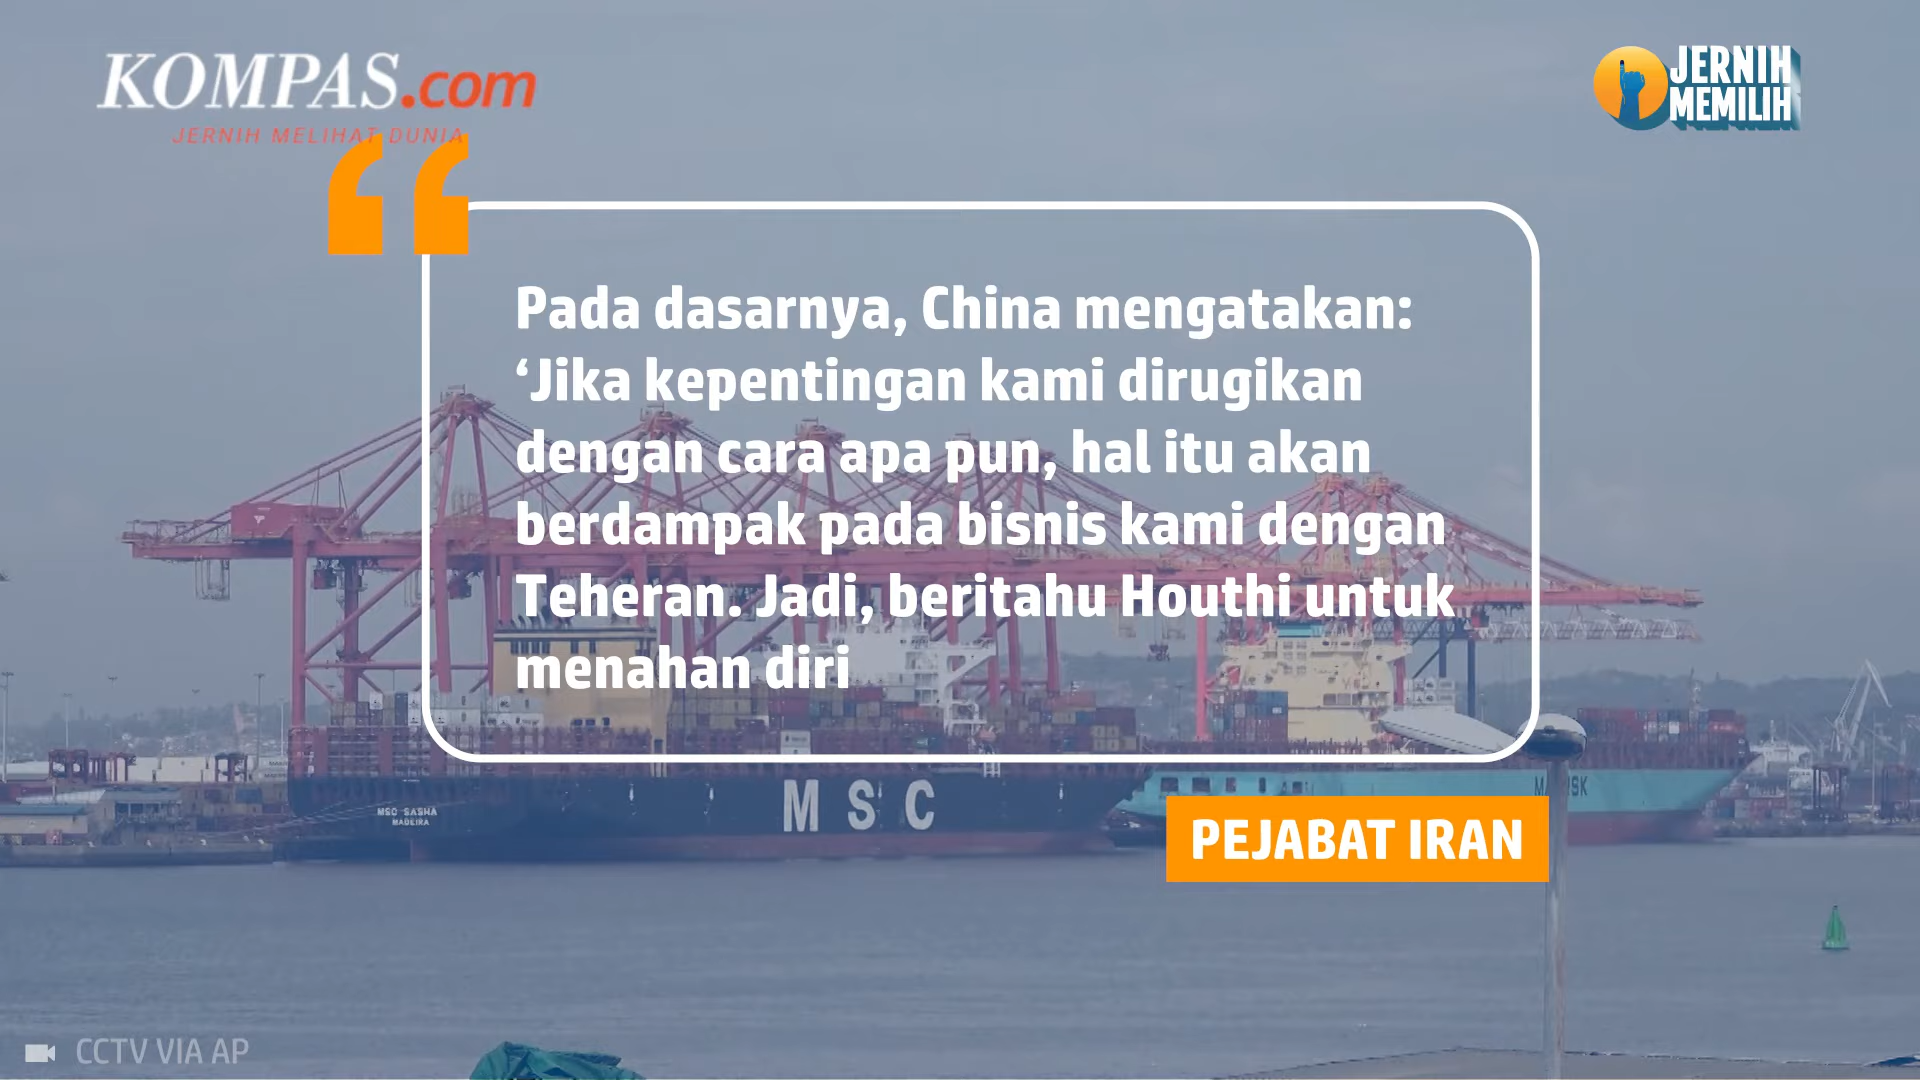 KOMPAS.com
JERNIH MELIHAT DUNIA
JERNIH
MEMILIH
Pada dasarnya, China mengatakan:
‘Jika kepentingan kami dirugikan
dengan cara apa pun, hal itu akan
berdampak pada bisnis kami dengan
Teheran. Jadi, beritahu Houthi untuk
menahan diri
MSC SASHA
MADEIRA
MSC
PEJABAT IRAN
CCTV VIA AP